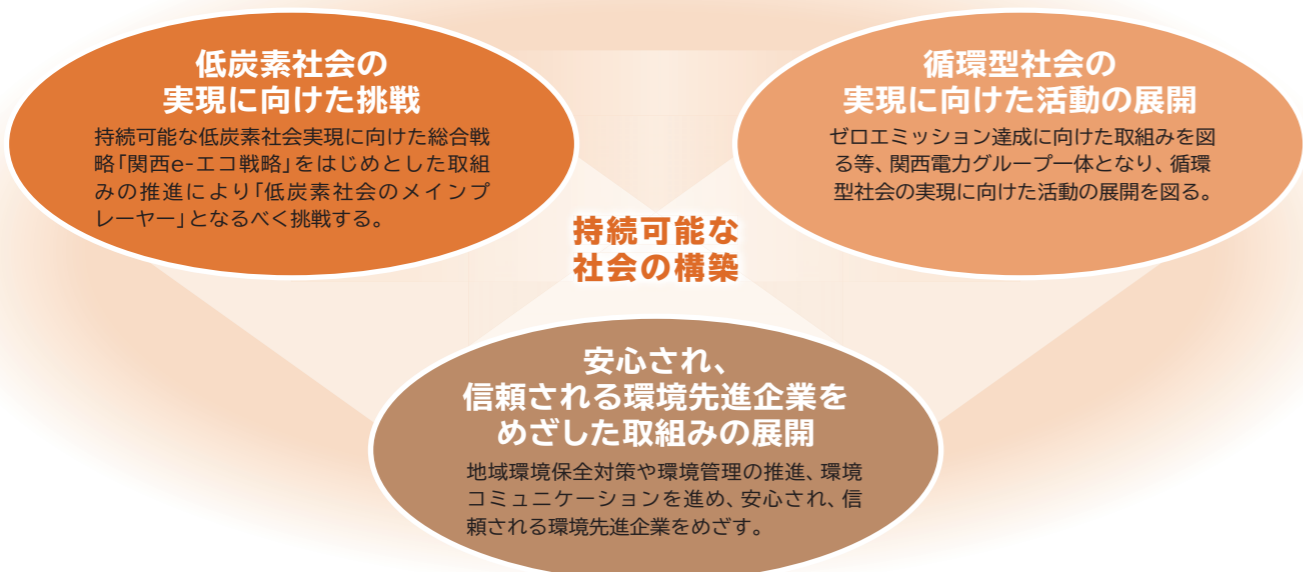 低炭素社会の
実現に向けた挑戦
持続可能な低炭素社会実現に向けた総合戦
略「関西e-エコ戦略」をはじめとした取組
みの推進により「低炭素社会のメインプ
レーヤー」となるべく挑戦する。
循環型社会の
実現に向けた活動の展開
ゼロエミッション達成に向けた取組みを図
る等、関西電力グループ一体となり、循環
型社会の実現に向けた活動の展開を図る。
持続可能な
社会の構築
安心され、
信頼される環境先進企業を
めざした取組みの展開
地域環境保全対策や環境管理の推進、環境
コミュニケーションを進め、安心され、信
頼される環境先進企業をめざす。